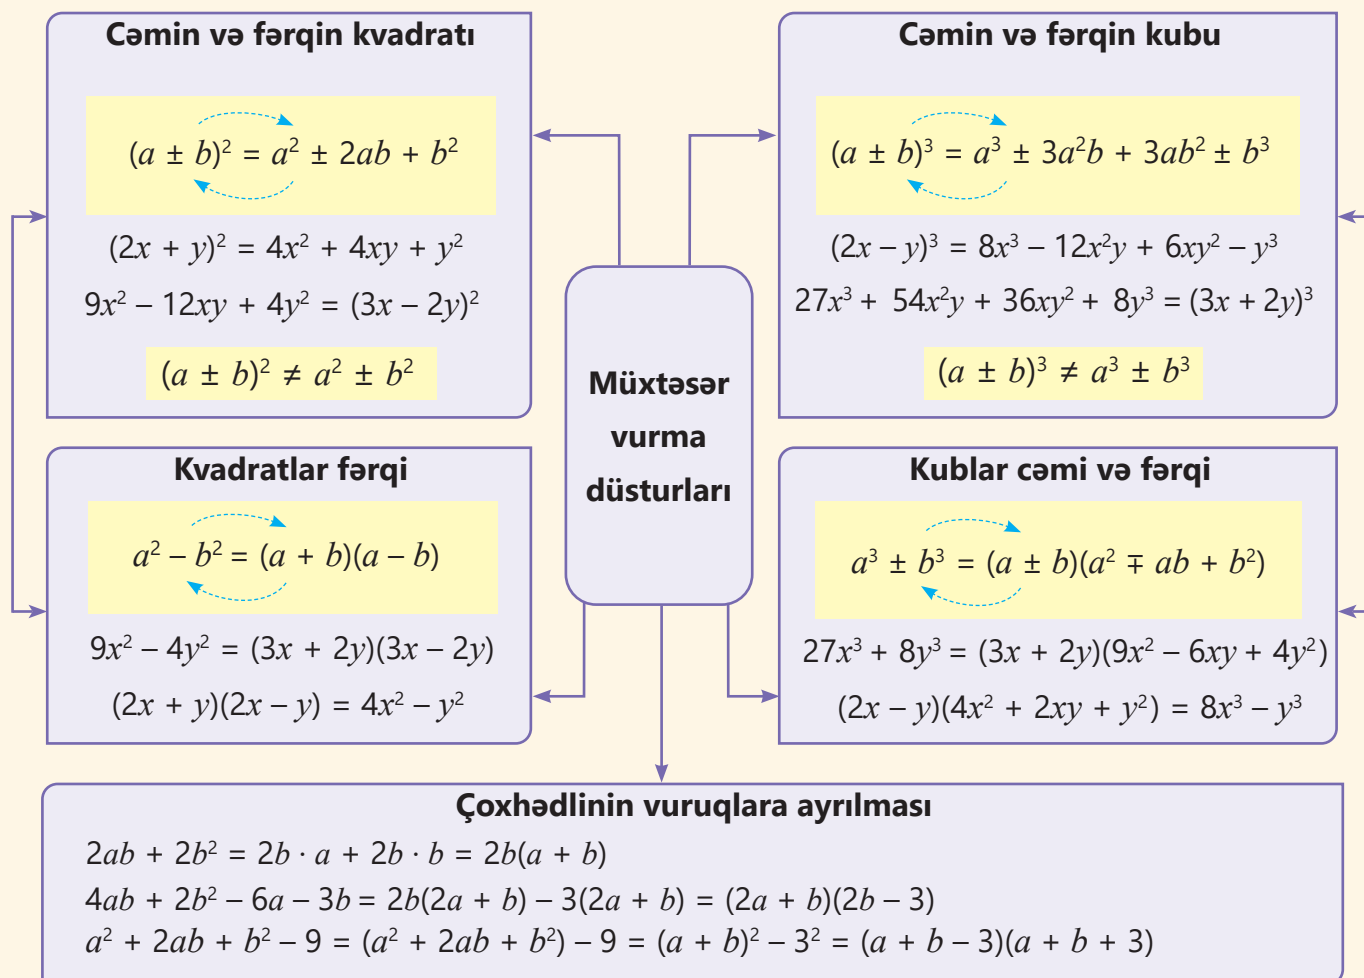 Cəmin və fərqin kvadratı
(a ± b)² = a² ± 2ab + b²
(2x + y)² = 4x² + 4xy + y²
9x² – 12xy + 4y² = (3x – 2y)²
(a ± b)² ≠ a² ± b²
Cəmin və fərqin kubu
(a ± b)³ = a³ ± 3a²b + 3ab² ± b³
(2x – y)³ = 8x³ – 12x²y + 6xy² – y³
27x³ + 54x²y + 36xy² + 8y³ = (3x + 2y)³
(a ± b)³ ≠ a³ ± b³
Müxtəsər
vurma
düsturları
Kvadratlar fərqi
a² – b² = (a + b)(a – b)
9x² – 4y² = (3x + 2y)(3x – 2y)
(2x + y)(2x – y) = 4x² – y²
Kublar cəmi və fərqi
a³ ± b³ = (a ± b)(a² ∓ ab + b²)
27x³ + 8y³ = (3x + 2y)(9x² – 6xy + 4y²)
(2x – y)(4x² + 2xy + y²) = 8x³ – y³
Çoxhədlinin vuruqlara ayrılması
2ab + 2b² = 2b · a + 2b · b = 2b(a + b)
4ab + 2b² – 6a – 3b = 2b(2a + b) – 3(2a + b) = (2a + b)(2b – 3)
a² + 2ab + b² – 9 = (a² + 2ab + b²) – 9 = (a + b)² – 3² = (a + b – 3)(a + b + 3)